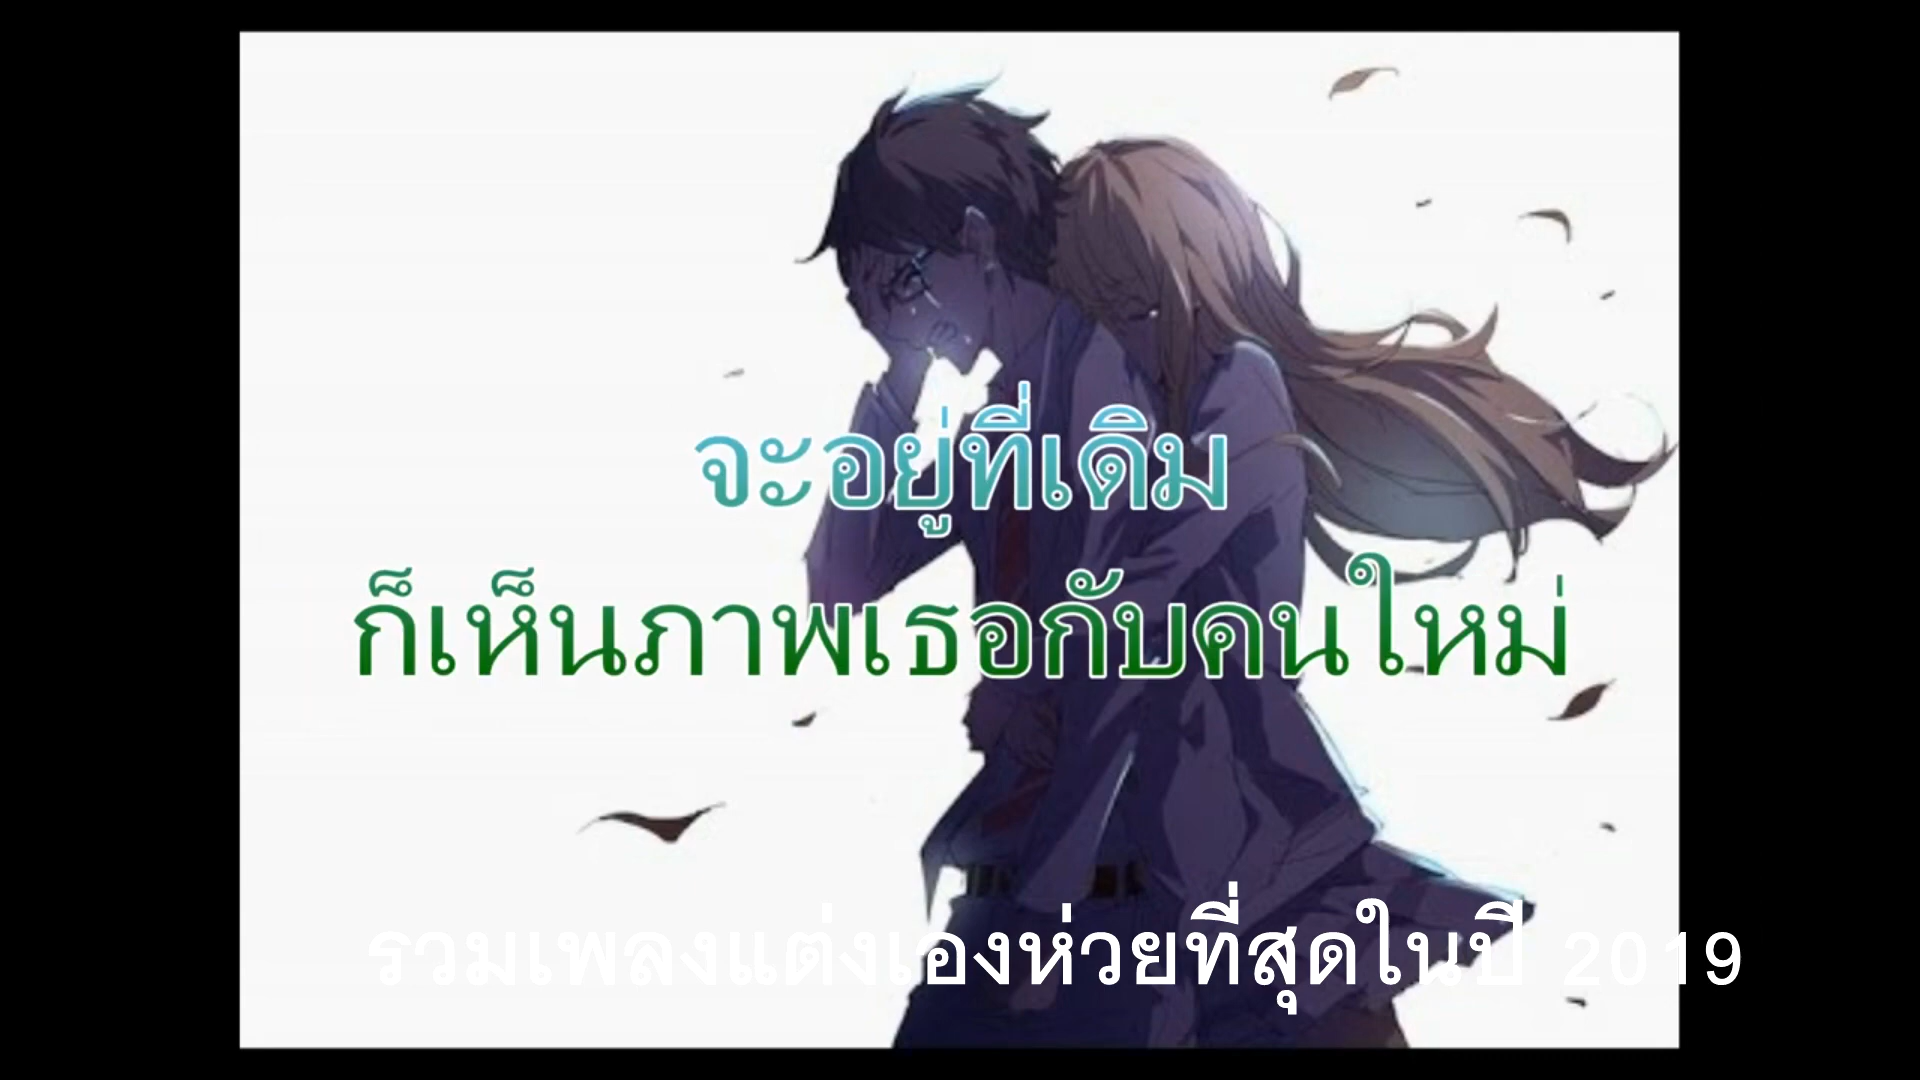 จะอยู่ที่เดิม
ก็เห็นภาพเธอกับคนใหม่
รวมเพลงแต่งเองห่วยที่สุดในปี 2019